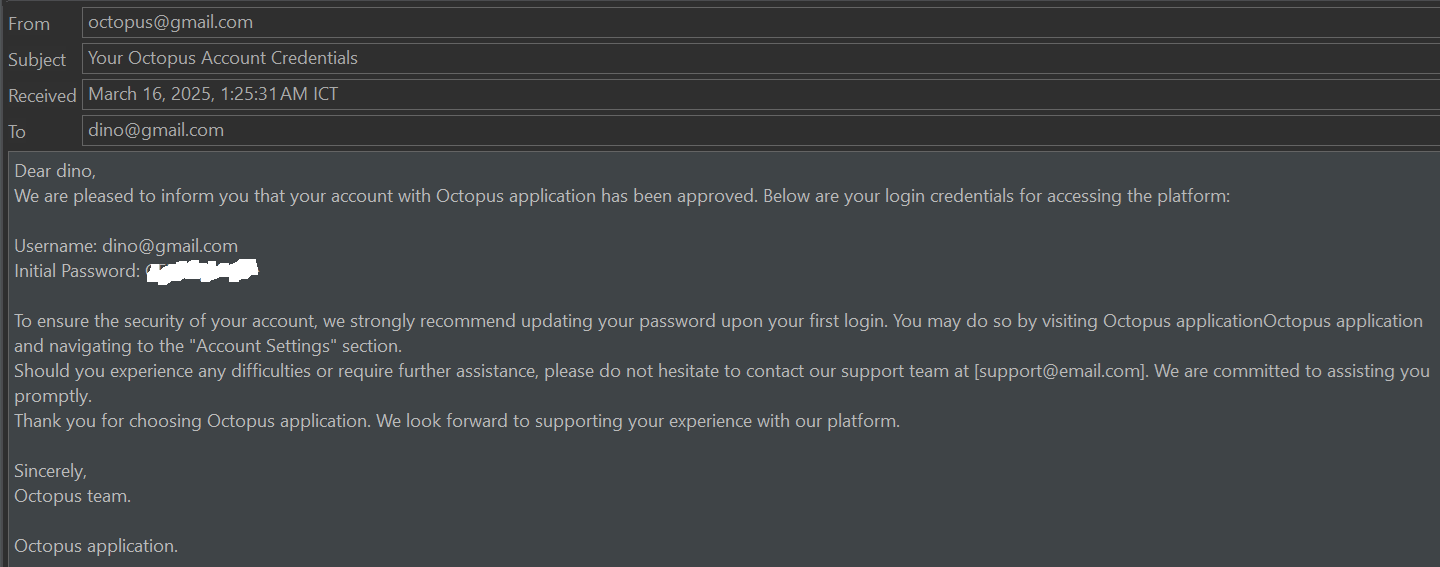 From octopus@gmail.com
Subject Your Octopus Account Credentials
Received March 16, 2025, 1:25:31 AM ICT
To dino@gmail.com
Dear dino,
We are pleased to inform you that your account with Octopus application has been approved. Below are your login credentials for accessing the platform:
Username: dino@gmail.com
Initial Password:
To ensure the security of your account, we strongly recommend updating your password upon your first login. You may do so by visiting Octopus applicationOctopus application
and navigating to the "Account Settings" section.
Should you experience any difficulties or require further assistance, please do not hesitate to contact our support team at [support@email.com]. We are committed to assisting you
promptly.
Thank you for choosing Octopus application. We look forward to supporting your experience with our platform.
Sincerely,
Octopus team.
Octopus application.